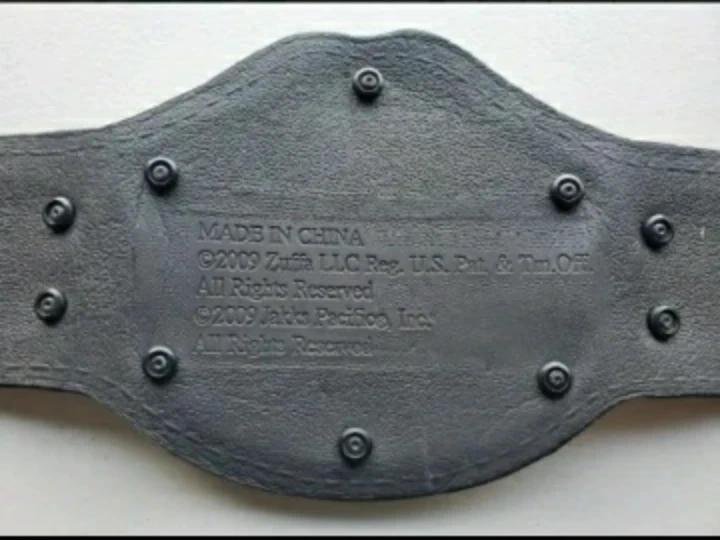 MADE IN CHINA
©2009 Zuffa LLC Reg. U.S. Pat. & Tm.Off.
All Rights Reserved
©2009 Jakks Pacific, Inc.
All Rights Reserved